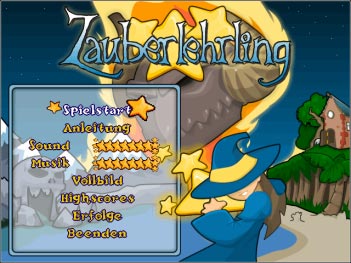 Zauberlehrling
Spielstart
Anleitung
Sound
Musik
Vollbild
Highscores
Erfolge
Beenden